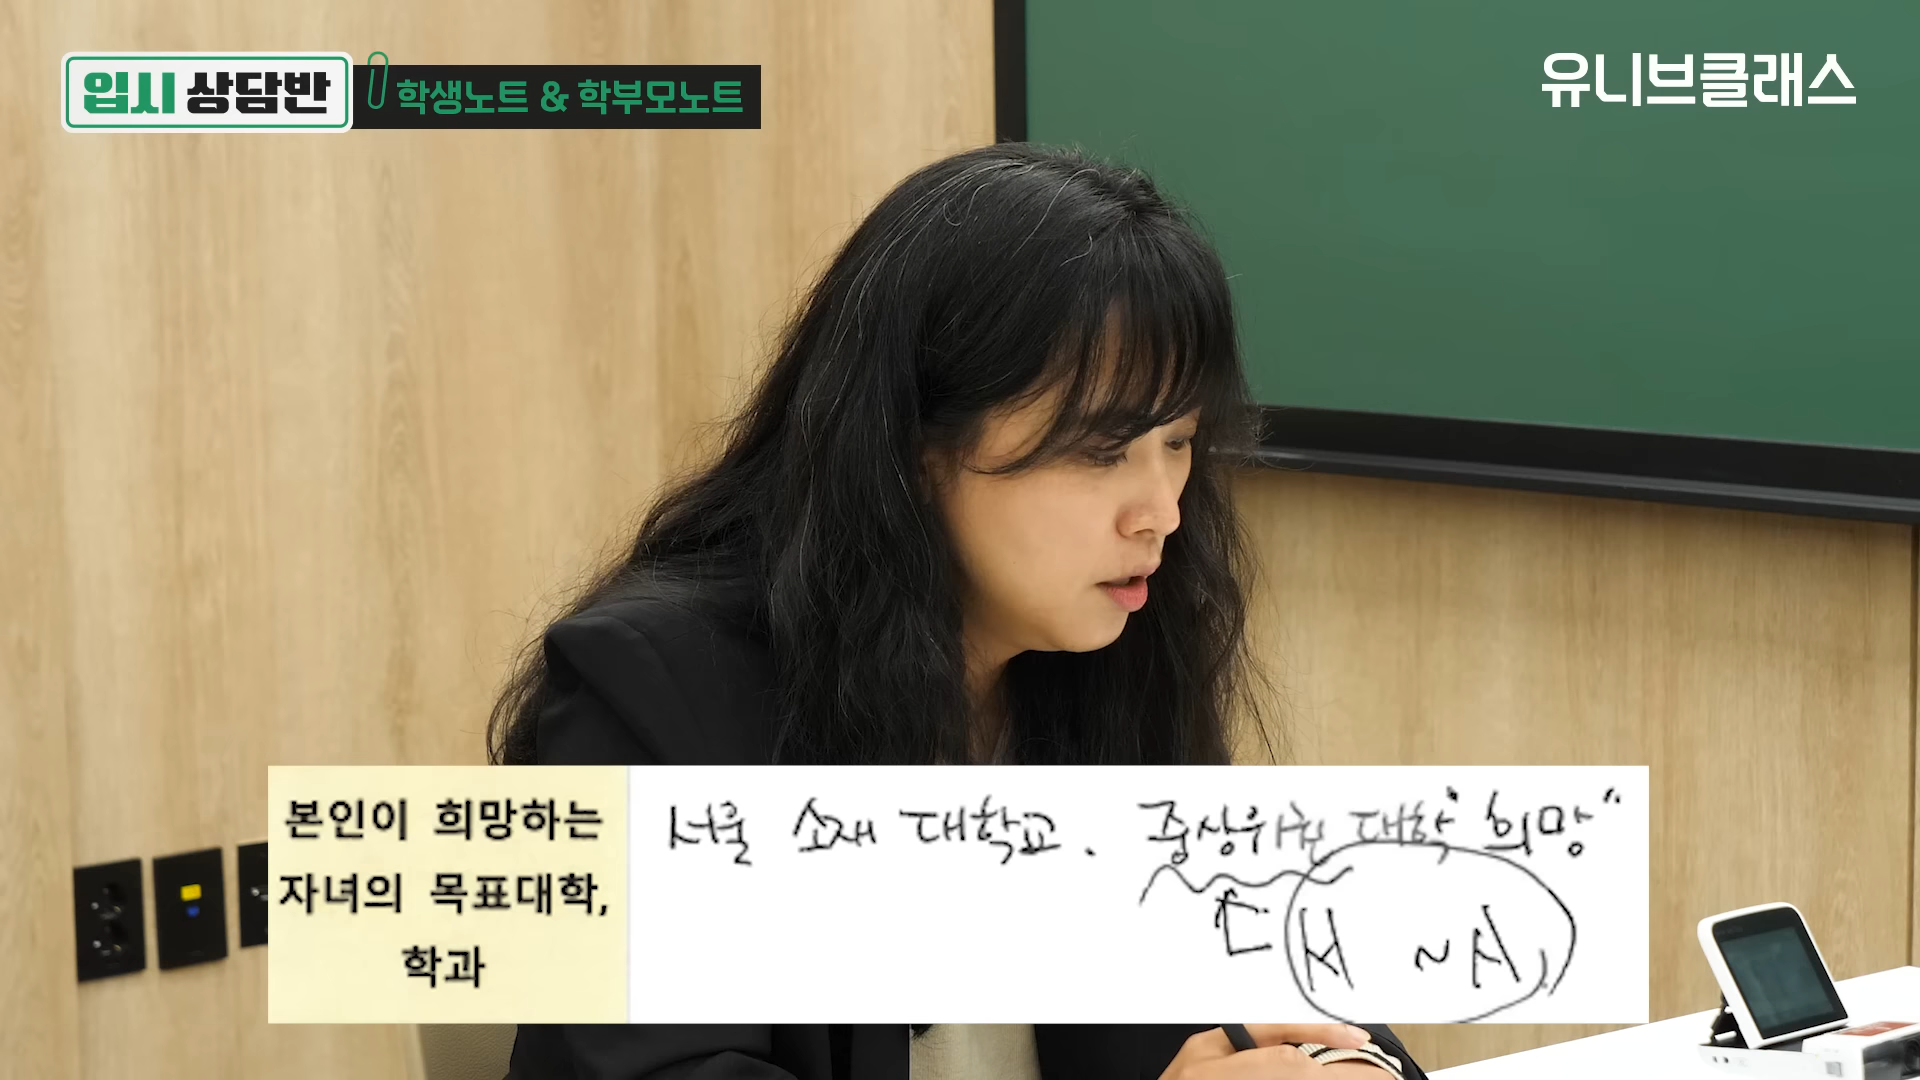 입시 상담반
학생노트 & 학부모노트
유니브클래스
본인이 희망하는
자녀의 목표대학,
학과
서울 소재 대학교. 중상위권 대학 "희망"
ㄷ ㅈ ~ ㅅ